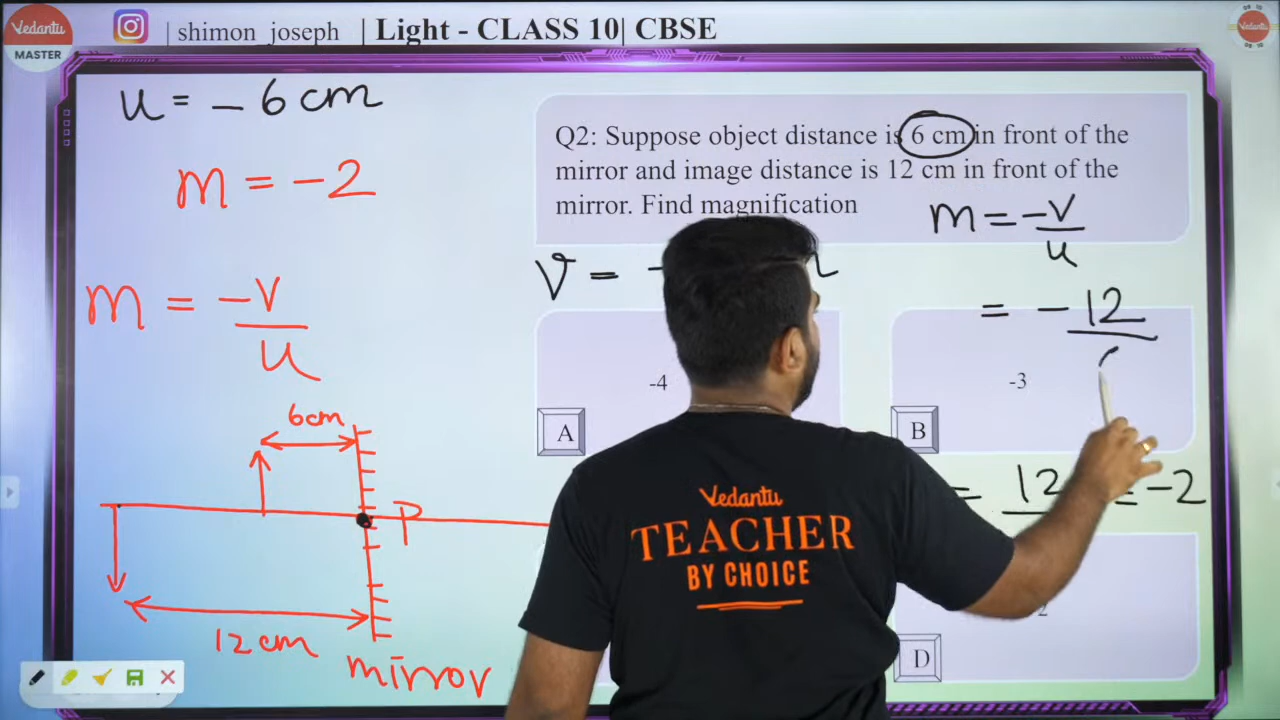 Vedantu
MASTER
| shimon_joseph | Light - CLASS 10| CBSE
u = - 6 cm
m = -2
m = -v
u
6cm
P
12 cm
mirror
Q2: Suppose object distance is 6 cm in front of the
mirror and image distance is 12 cm in front of the
mirror. Find magnification
m = -v
u
V = -
= - 12
-4
A
-3
B
= 12 = -2
D
Vedantu
TEACHER
BY CHOICE
Vedantu